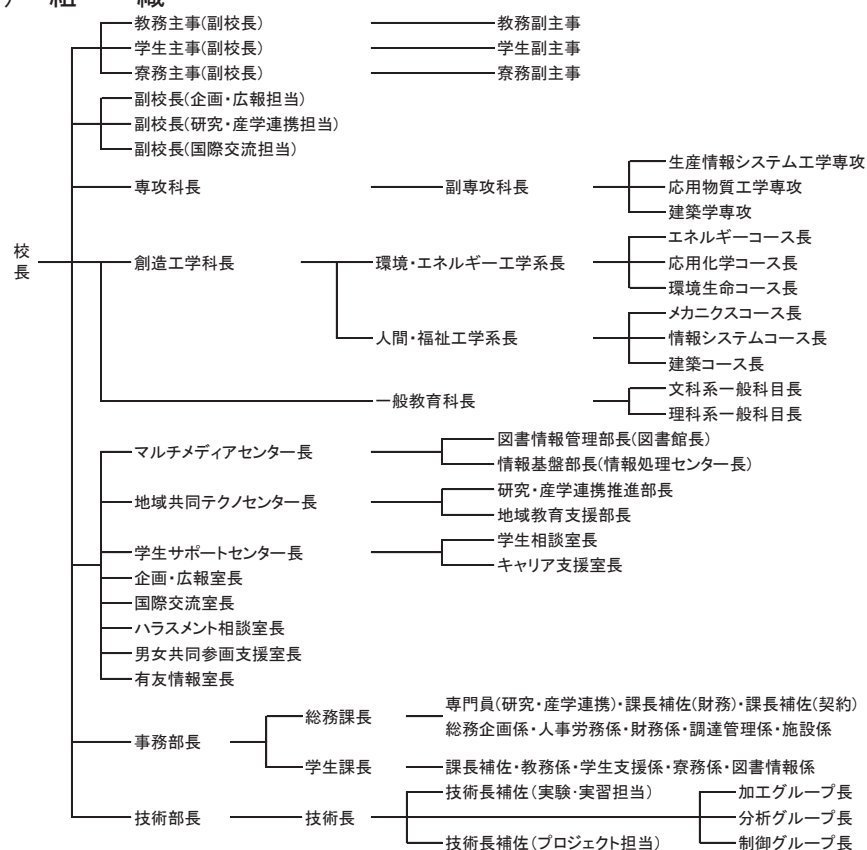 組 織
教務主事(副校長) 教務副主事
学生主事(副校長) 学生副主事
寮務主事(副校長) 寮務副主事
副校長(企画・広報担当)
副校長(研究・産学連携担当)
副校長(国際交流担当)
生産情報システム工学専攻
専攻科長 副専攻科長 応用物質工学専攻
建築学専攻
エネルギーコース長
校長 創造工学科長 環境・エネルギー工学系長 応用化学コース長
環境生命コース長
メカニクスコース長
人間・福祉工学系長 情報システムコース長
建築コース長
文科系一般科目長
一般教育科長
理科系一般科目長
図書情報管理部長(図書館長)
マルチメディアセンター長
情報基盤部長(情報処理センター長)
研究・産学連携推進部長
地域共同テクノセンター長
地域教育支援部長
学生相談室長
学生サポートセンター長
キャリア支援室長
企画・広報室長
国際交流室長
ハラスメント相談室長
男女共同参画支援室長
有友情報室長
専門員(研究・産学連携)・課長補佐(財務)・課長補佐(契約)
総務課長
総務企画係・人事労務係・財務係・調達管理係・施設係
事務部長
学生課長 課長補佐・教務係・学生支援係・寮務係・図書情報係
技術長補佐(実験・実習担当) 加工グループ長
技術部長 技術長 分析グループ長
技術長補佐(プロジェクト担当) 制御グループ長